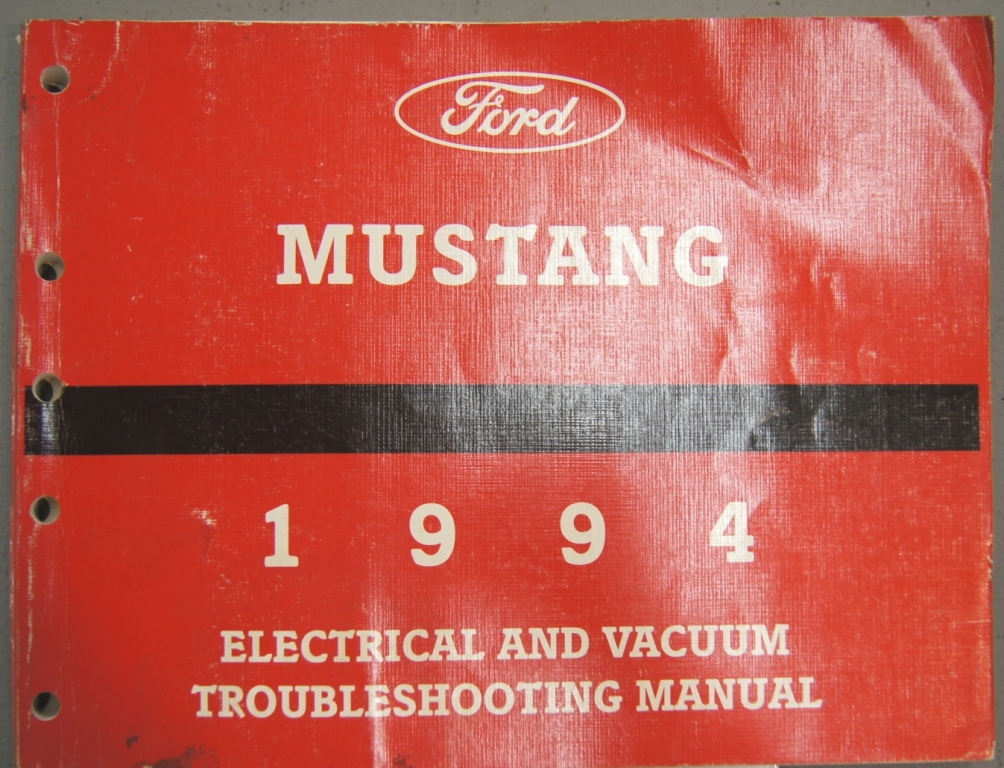 Ford
MUSTANG
1 9 9 4
ELECTRICAL AND VACUUM
TROUBLESHOOTING MANUAL